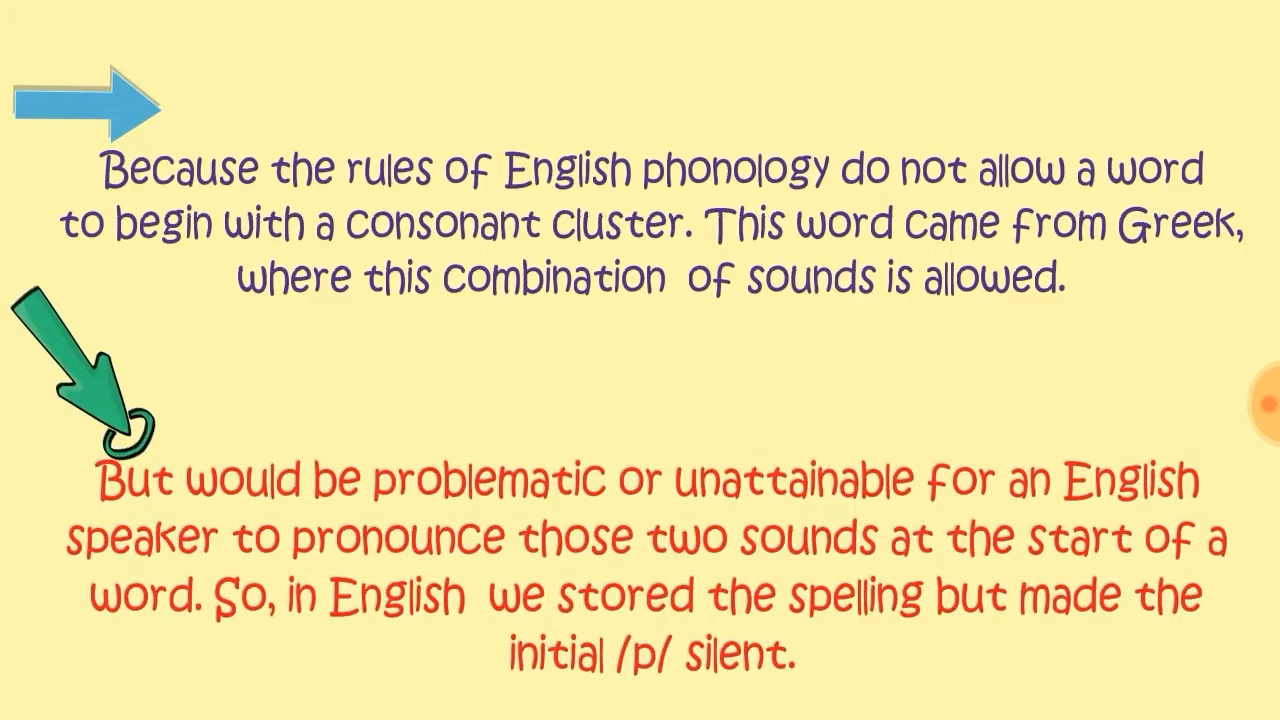 Because the rules of English phonology do not allow a word
to begin with a consonant cluster. This word came from Greek,
where this combination of sounds is allowed.
But would be problematic or unattainable for an English
speaker to pronounce those two sounds at the start of a
word. So, in English we stored the spelling but made the
initial /p/ silent.